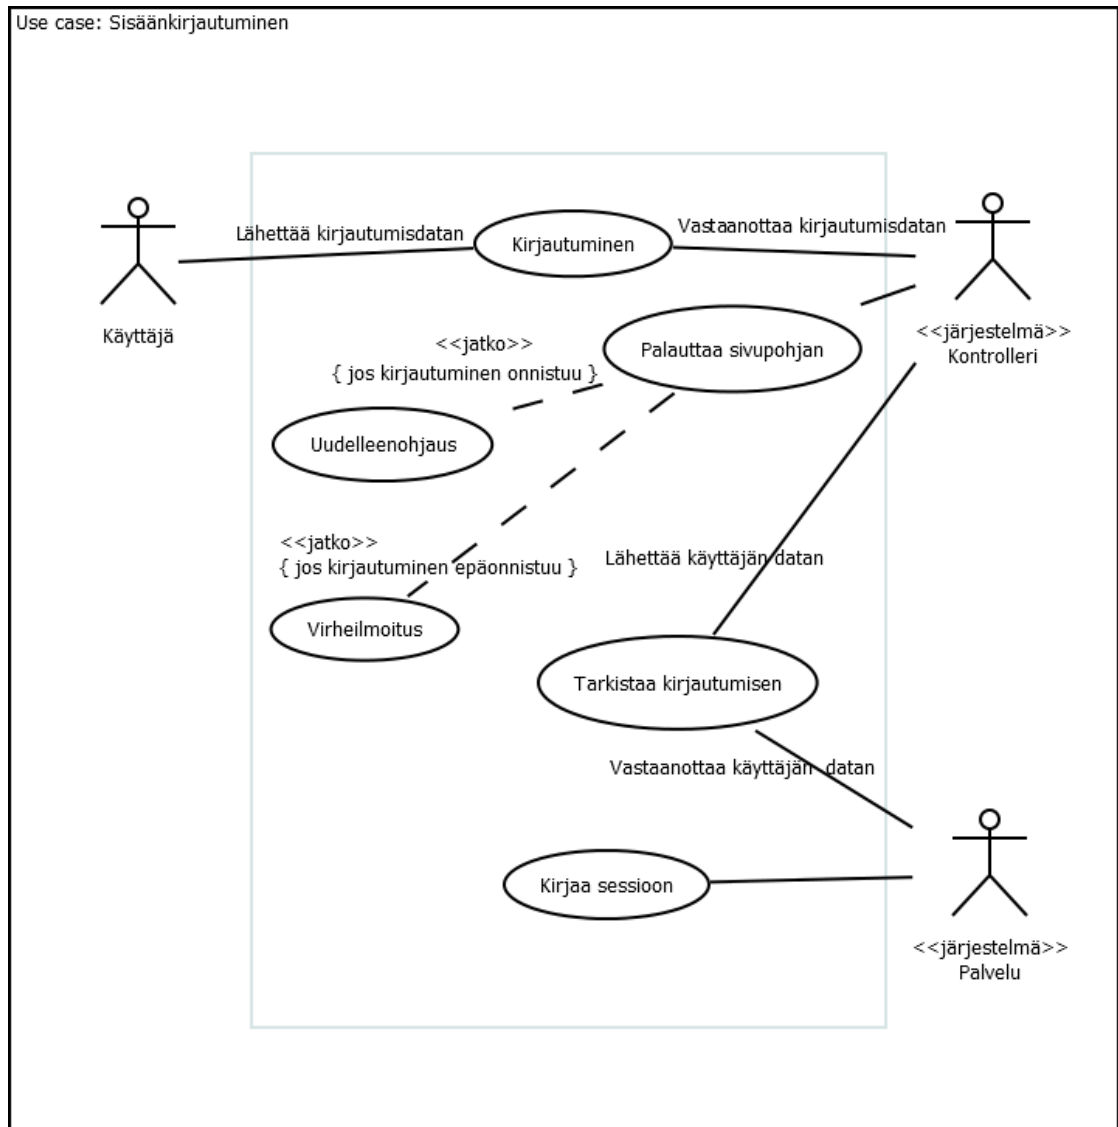 Use case: Sisäänkirjautuminen
Lähettää kirjautumisdatan
Kirjautuminen
Vastaanottaa kirjautumisdatan
Käyttäjä
<<järjestelmä>>
Kontrolleri
<<jatko>>
{ jos kirjautuminen onnistuu }
Palauttaa sivupohjan
Uudelleenohjaus
<<jatko>>
{ jos kirjautuminen epäonnistuu }
Lähettää käyttäjän datan
Virheilmoitus
Tarkistaa kirjautumisen
Vastaanottaa käyttäjän datan
Kirjaa sessioon
<<järjestelmä>>
Palvelu